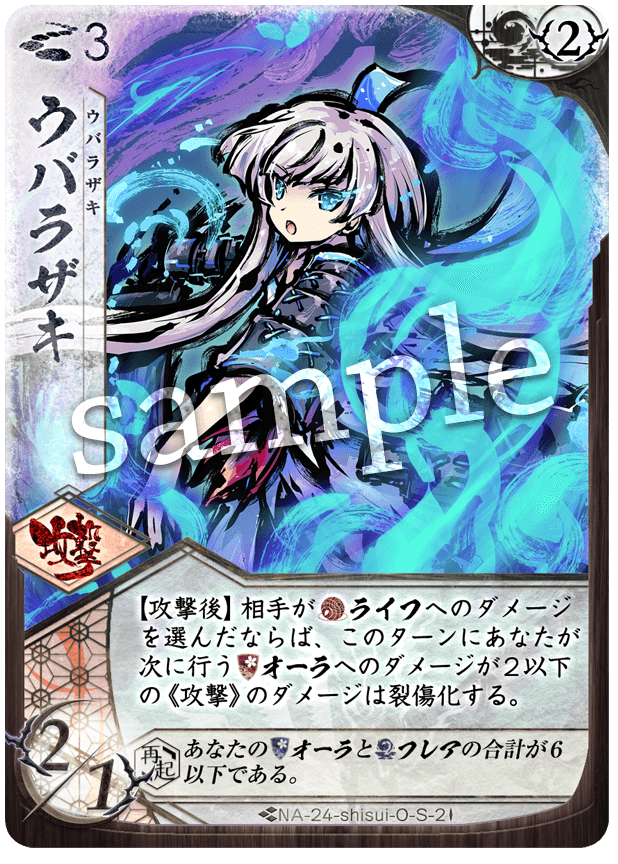 3
2
ウバラザキ
ウバラザキ
sample
攻撃
【攻撃後】相手がライフへのダメージ
を選んだならば、このターンにあなたが
次に行うオーラへのダメージが2以下
の《攻撃》のダメージは裂傷化する。
2/1
再起
あなたのオーラとフレアの合計が6
以下である。
NA-24-shisui-O-S-2